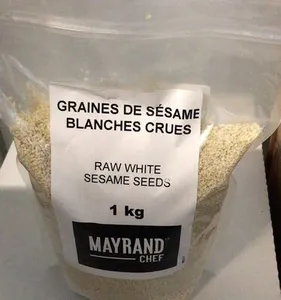 GRAINES DE SÉSAME
BLANCHES CRUES
RAW WHITE
SESAME SEEDS
1 kg
MAYRAND
CHEF